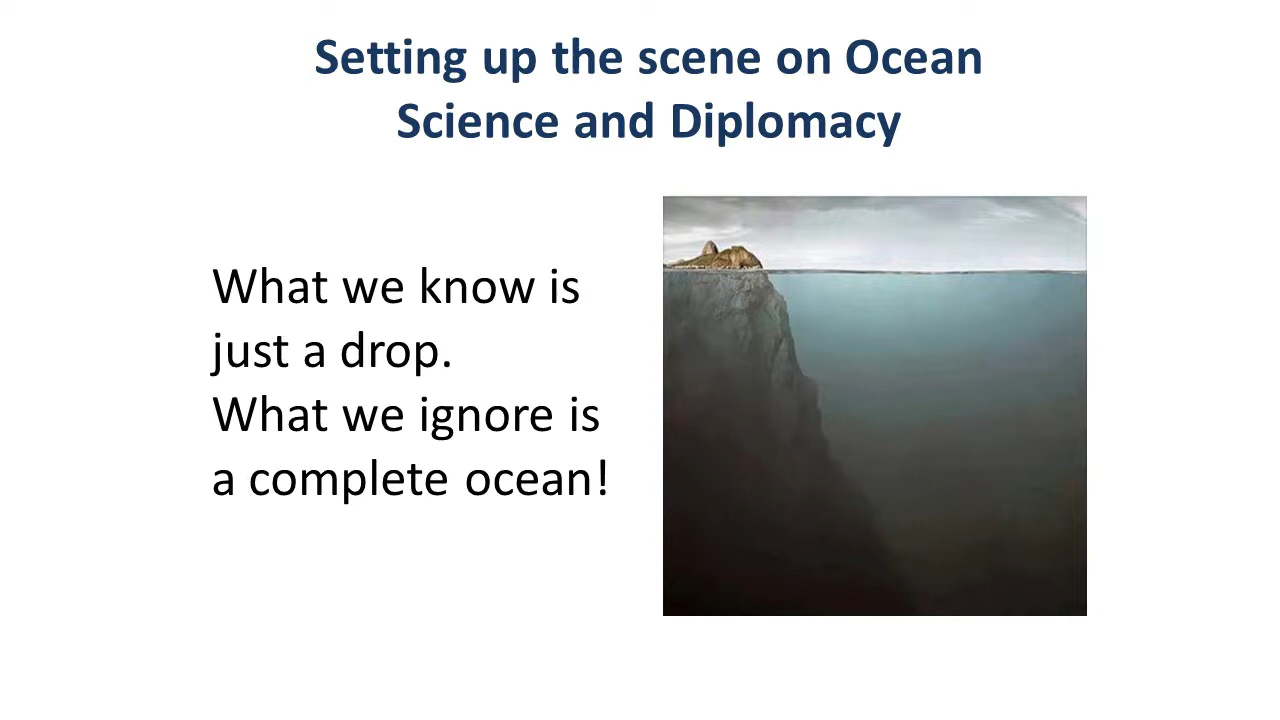 Setting up the scene on Ocean
Science and Diplomacy
What we know is
just a drop.
What we ignore is
a complete ocean!